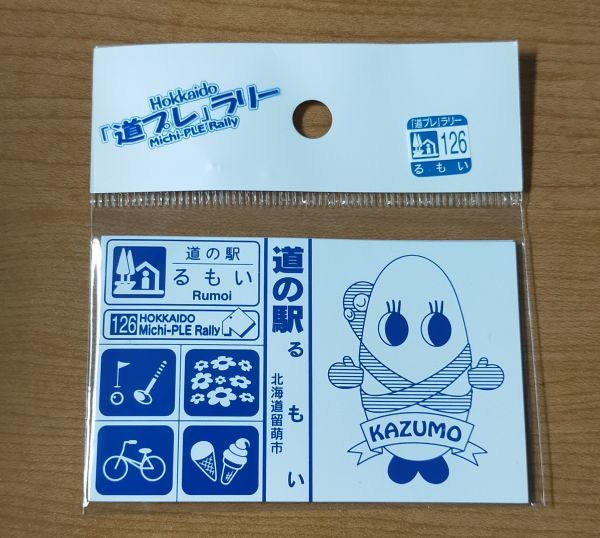 Hokkaido
「道プレ」ラリー
Michi-PLE Rally
「道プレ」ラリー
126
るもい
道の駅
るもい
Rumoi
126 HOKKAIDO
Michi-PLE Rally
道の駅 るもい
北海道留萌市
KAZUMO